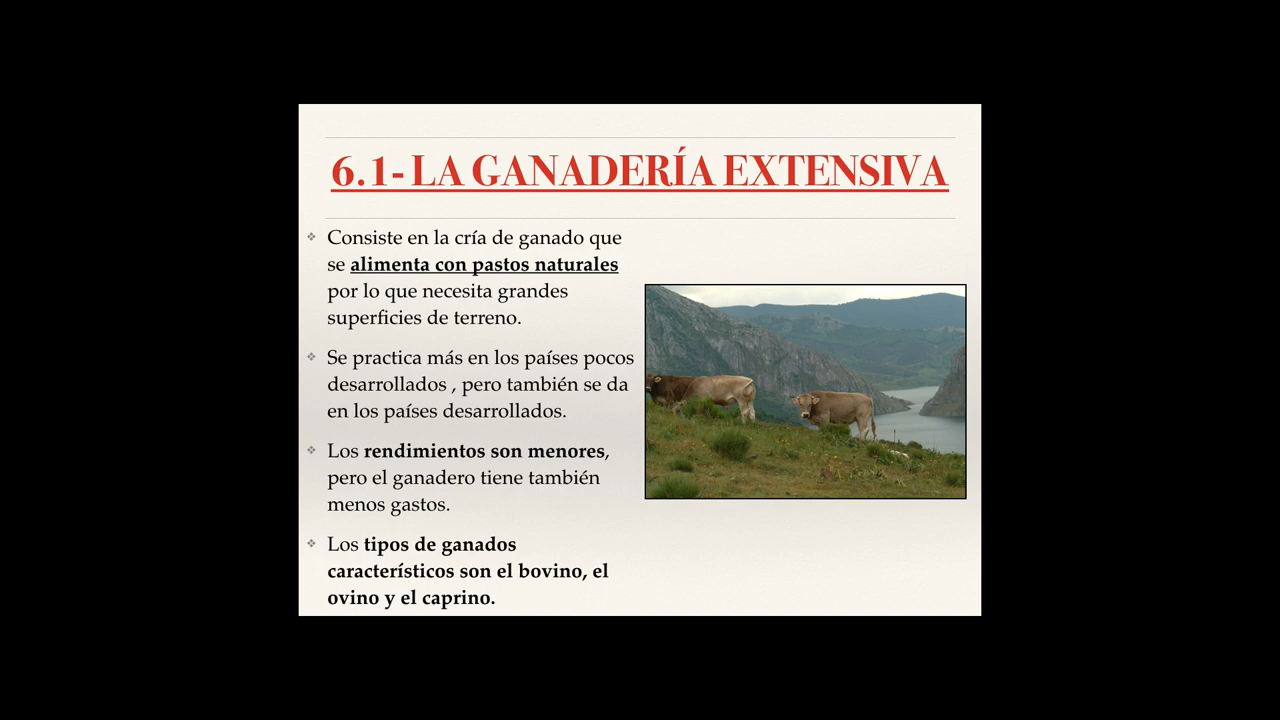 6.1- LA GANADERÍA EXTENSIVA
Consiste en la cría de ganado que
se alimenta con pastos naturales
por lo que necesita grandes
superficies de terreno.
Se practica más en los países pocos
desarrollados , pero también se da
en los países desarrollados.
Los rendimientos son menores,
pero el ganadero tiene también
menos gastos.
Los tipos de ganados
característicos son el bovino, el
ovino y el caprino.